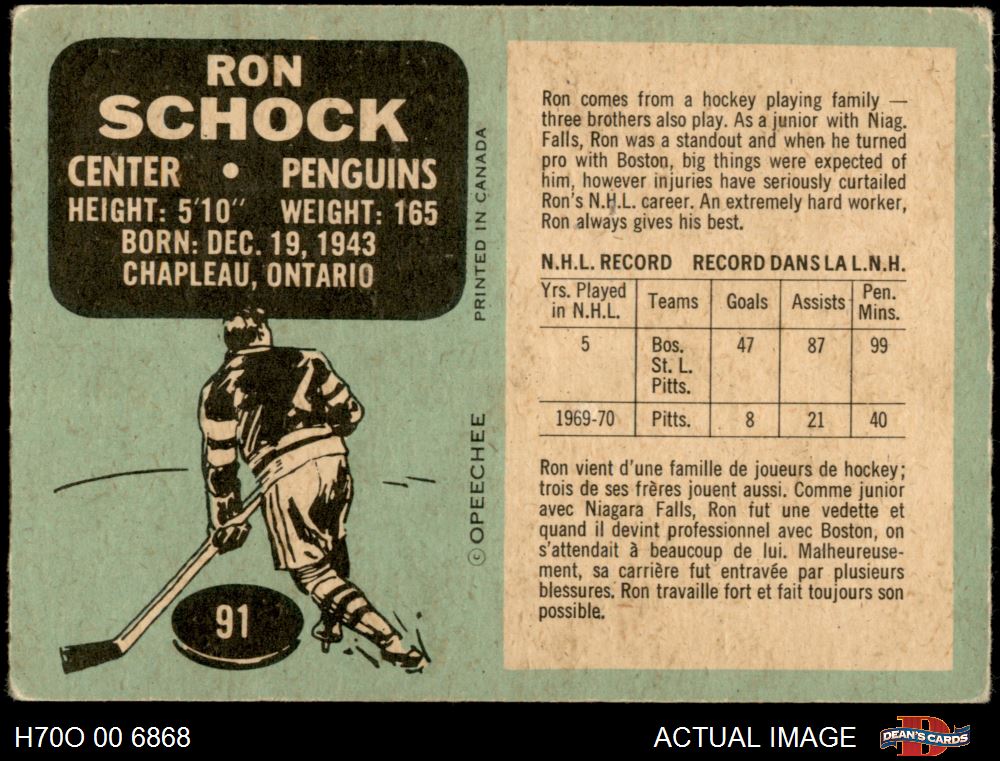 RON
SCHOCK
CENTER • PENGUINS
HEIGHT: 5'10" WEIGHT: 165
BORN: DEC. 19, 1943
CHAPLEAU, ONTARIO
91
PRINTED IN CANADA
© OPEECHEE
Ron comes from a hockey playing family —
three brothers also play. As a junior with Niag.
Falls, Ron was a standout and when he turned
pro with Boston, big things were expected of
him, however injuries have seriously curtailed
Ron's N.H.L. career. An extremely hard worker,
Ron always gives his best.
N.H.L. RECORD RECORD DANS LA L.N.H.
Yrs. Played
in N.H.L. Teams Goals Assists Pen.
Mins.
5 Bos. 47 87 99
St. L.
Pitts.
1969-70 Pitts. 8 21 40
Ron vient d'une famille de joueurs de hockey;
trois de ses frères jouent aussi. Comme junior
avec Niagara Falls, Ron fut une vedette et
quand il devint professionnel avec Boston, on
s'attendait à beaucoup de lui. Malheureuse-
ment, sa carrière fut entravée par plusieurs
blessures. Ron travaille fort et fait toujours son
possible.
H70O 00 6868 ACTUAL IMAGE DEAN'S CARDS